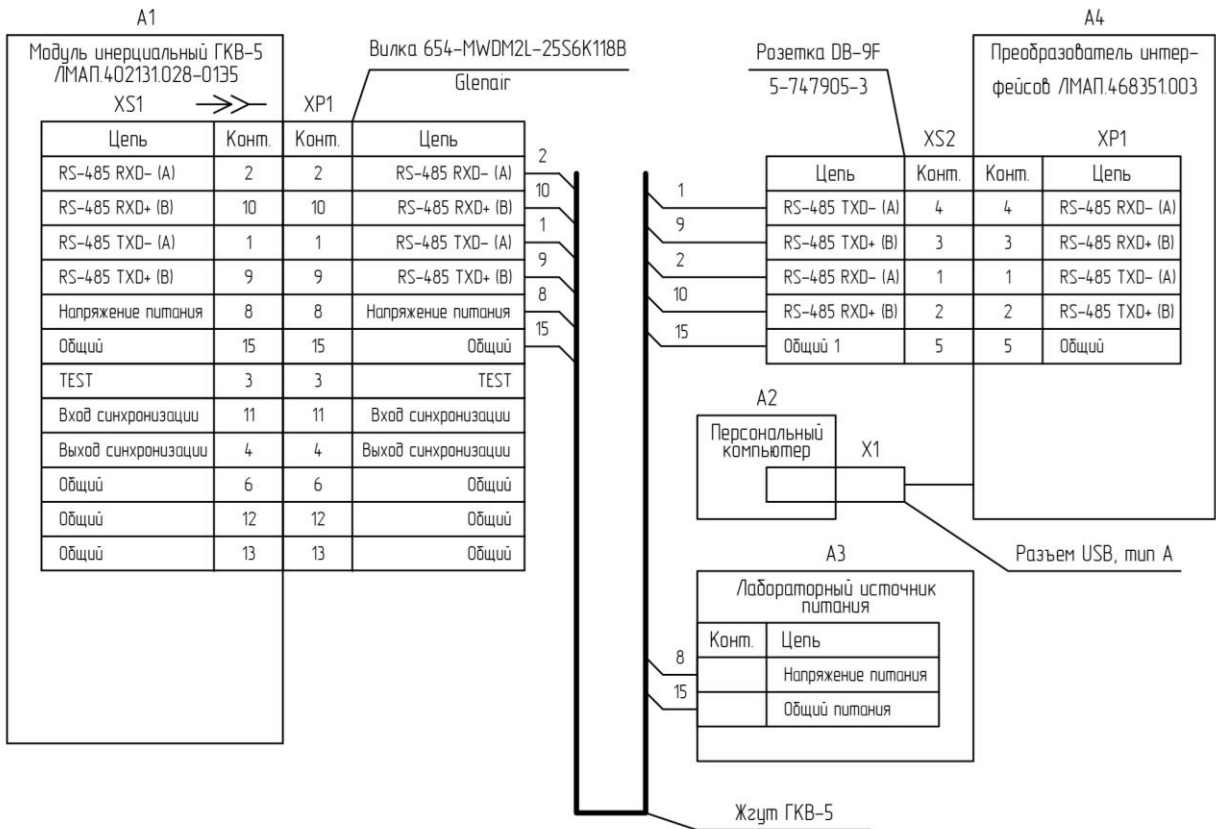 А1
Модуль инерциальный ГКВ-5
ЛМАП.402131.028-0135
XS1
XP1
Вилка 654-MWDM2L-25S6K118B
Glenair
Цепь Конт. Конт. Цепь
RS-485 RXD- (A) 2 2 RS-485 RXD- (A) 2
RS-485 RXD+ (B) 10 10 RS-485 RXD+ (B) 10
RS-485 TXD- (A) 1 1 RS-485 TXD- (A) 1
RS-485 TXD+ (B) 9 9 RS-485 TXD+ (B) 9
Напряжение питания 8 8 Напряжение питания 8
Общий 15 15 Общий 15
TEST 3 3 TEST
Вход синхронизации 11 11 Вход синхронизации
Выход синхронизации 4 4 Выход синхронизации
Общий 6 6 Общий
Общий 12 12 Общий
Общий 13 13 Общий
Розетка DB-9F
5-747905-3
А4
Преобразователь интер-
фейсов ЛМАП.468351.003
XS2
XP1
Цепь Конт. Конт. Цепь
1 RS-485 TXD- (A) 4 4 RS-485 RXD- (A)
9 RS-485 TXD+ (B) 3 3 RS-485 RXD+ (B)
2 RS-485 RXD- (A) 1 1 RS-485 TXD- (A)
10 RS-485 RXD+ (B) 2 2 RS-485 TXD+ (B)
15 Общий 1 5 5 Общий
А2
Персональный
компьютер
X1
Разъем USB, тип А
А3
Лабораторный источник
питания
Конт. Цепь
8 Напряжение питания
15 Общий питания
Жгут ГКВ-5